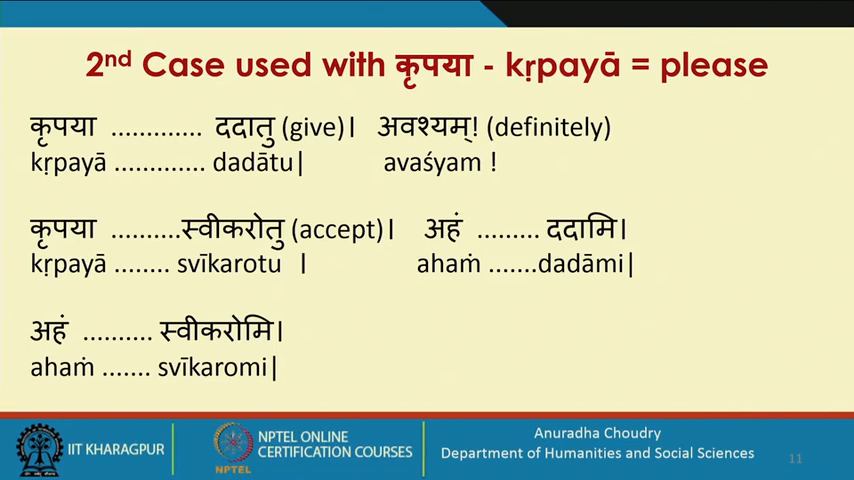 2nd Case used with कृपया - kṛpayā = please
कृपया ............. ददातु (give)। अवश्यम्! (definitely)
kṛpayā ............. dadātu| avaśyam !
कृपया ..........स्वीकरोतु (accept)। अहं ......... ददामि।
kṛpayā ........ svīkarotu । ahaṁ .......dadāmi|
अहं .......... स्वीकरोमि।
ahaṁ ....... svīkaromi|
IIT KHARAGPUR
NPTEL
NPTEL ONLINE
CERTIFICATION COURSES
Anuradha Choudry
Department of Humanities and Social Sciences
11